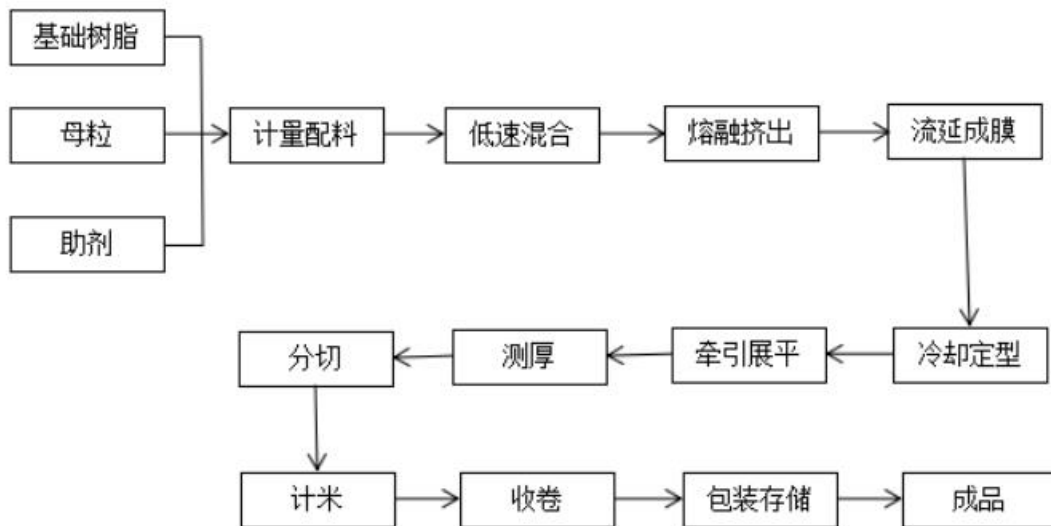 基础树脂
母粒
助剂
计量配料
低速混合
熔融挤出
流延成膜
冷却定型
牵引展平
测厚
分切
计米
收卷
包装存储
成品